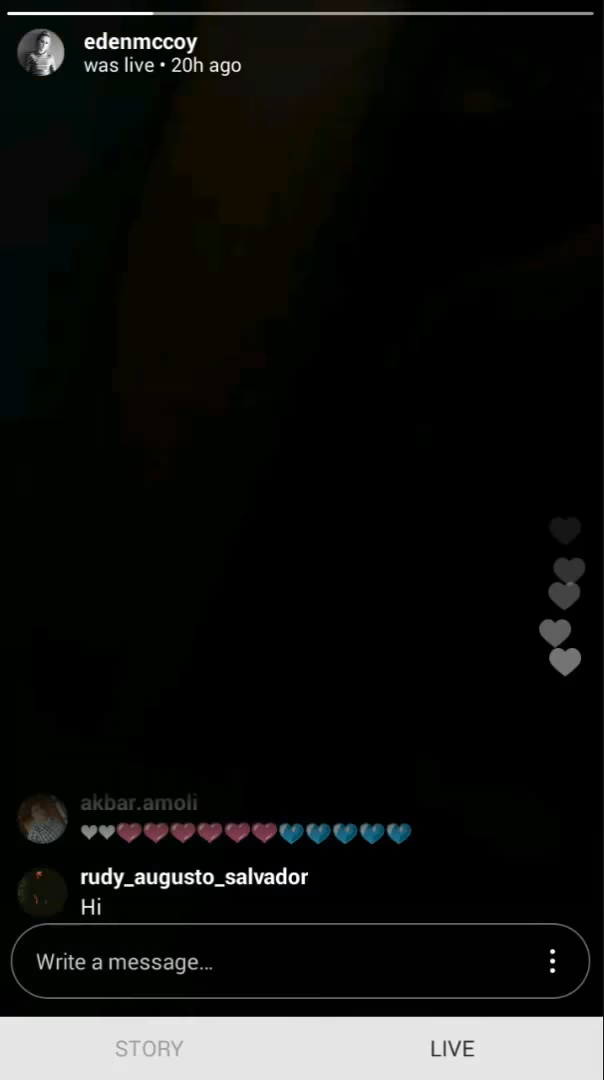 edenmccoy
was live • 20h ago
akbar.amoli
🤍🤍💗💗💗💗💗💗💙💙💙💙💙
rudy_augusto_salvador
Hi
Write a message...
STORY
LIVE